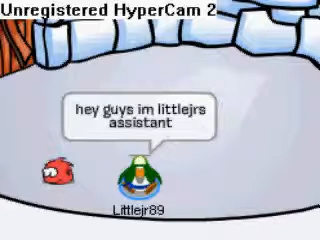 Unregistered HyperCam 2
hey guys im littlejrs
assistant
Littlejr89